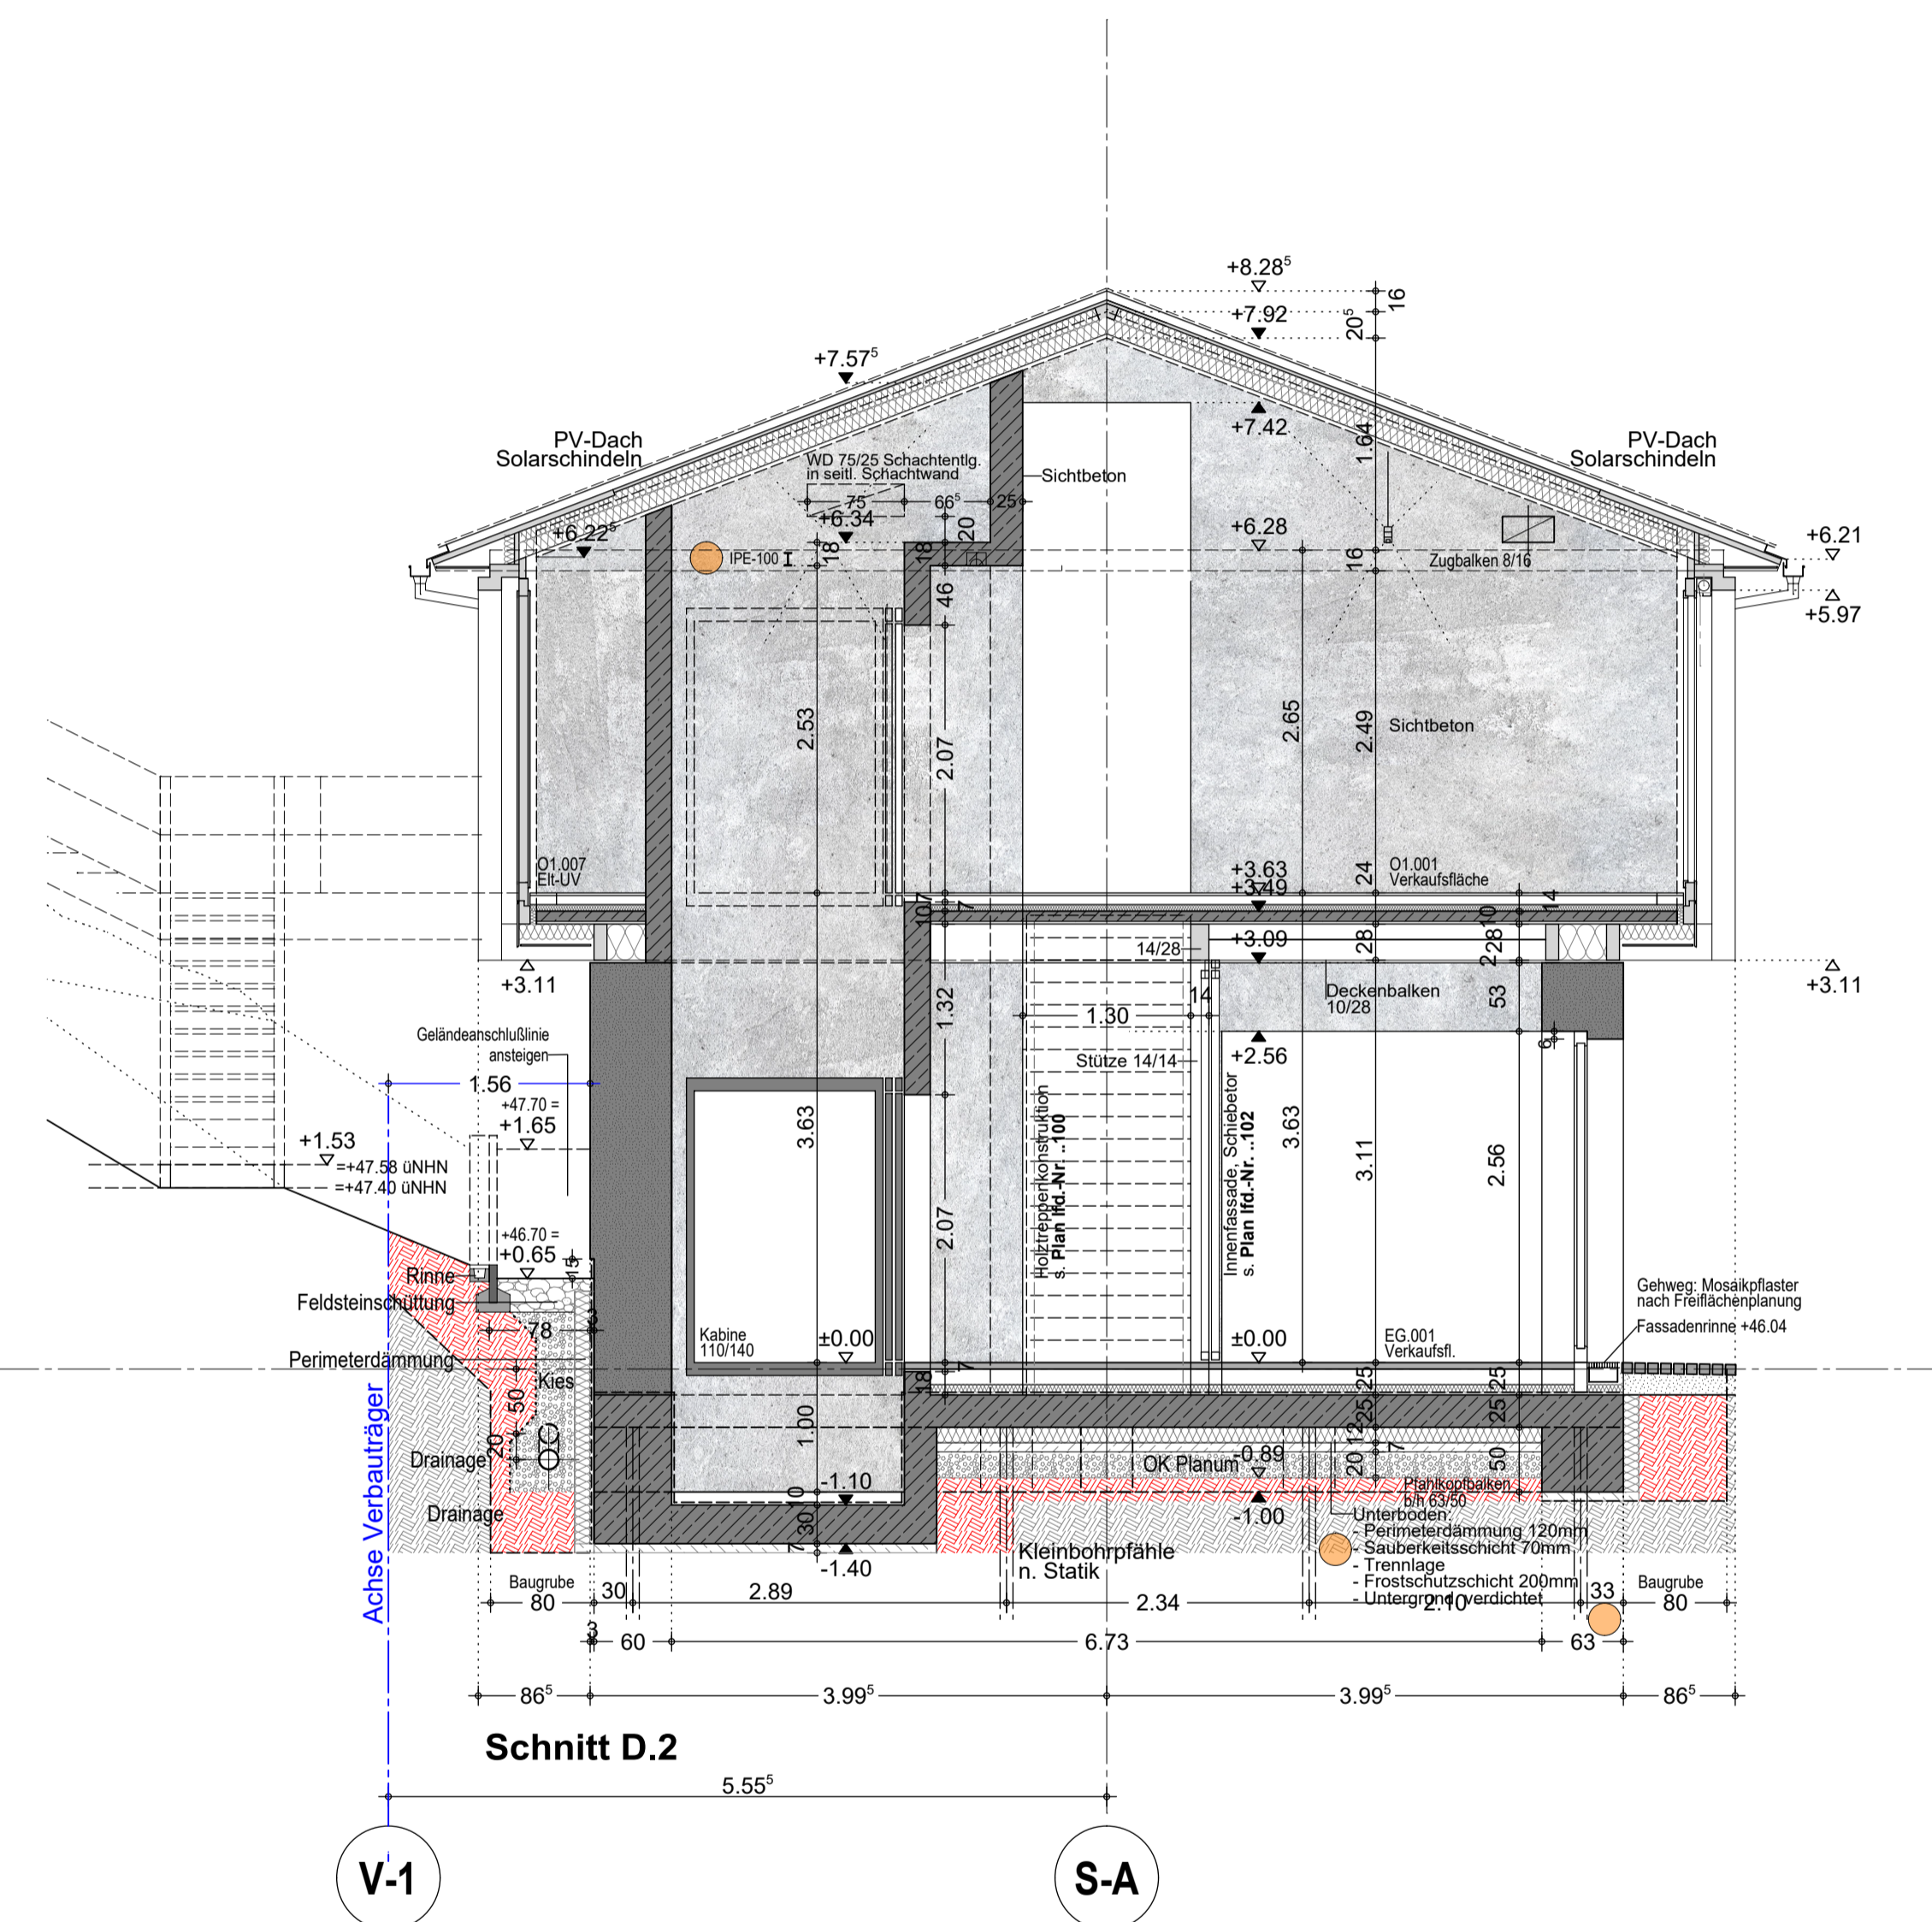 +8.28⁵
16
+7.92
20⁵
+7.57⁵
+7.42
1.64
PV-Dach
Solarschindeln
PV-Dach
Solarschindeln
WD 75/25 Schachtentlg.
in seitl. Schachtwand
Sichtbeton
75
66⁵
25
+6.34
20
+6.22⁵
IPE-100
18
18
+6.28
16
Zugbalken 8/16
+6.21
+5.97
46
2.53
2.07
2.65
2.49
Sichtbeton
O1.007
Elt-UV
+3.63
+3.49
24
O1.001
Verkaufsfläche
14
7
10
7
10
14/28
+3.09
28
28
2
+3.11
+3.11
Geländeanschlußlinie
ansteigen
1.32
1.30
14
Deckenbalken
10/28
53
+2.56
6
Stütze 14/14
1.56
+47.70 =
+1.65
+1.53
=+47.58 üNHN
=+47.40 üNHN
3.63
2.07
Holztreppenkonstruktion
s. Plan lfd.-Nr. ..100
Innenfassade, Schiebetor
s. Plan lfd.-Nr. ..102
3.63
3.11
2.56
+46.70 =
+0.65
15
Rinne
Feldsteinschüttung
78
3
Perimeterdämmung
Kies
50
20
Drainage
Drainage
Kabine
110/140
±0.00
±0.00
EG.001
Verkaufsfl.
Gehweg: Mosaikpflaster
nach Freiflächenplanung
Fassadenrinne +46.04
7
18
25
25
25
25
1.00
12
7
20
50
OK Planum
-0.89
-1.10
10
30
7
-1.40
-1.00
Pfahlkopfbalken
b/h 63/50
Unterboden:
- Perimeterdämmung 120mm
- Sauberkeitsschicht 70mm
- Trennlage
- Frostschutzschicht 200mm
- Untergrund verdichtet
Kleinbohrpfähle
n. Statik
Achse Verbauträger
Baugrube
80
30
2.89
2.34
2.10
33
Baugrube
80
3
60
6.73
63
86⁵
3.99⁵
3.99⁵
86⁵
Schnitt D.2
5.55⁵
V-1
S-A